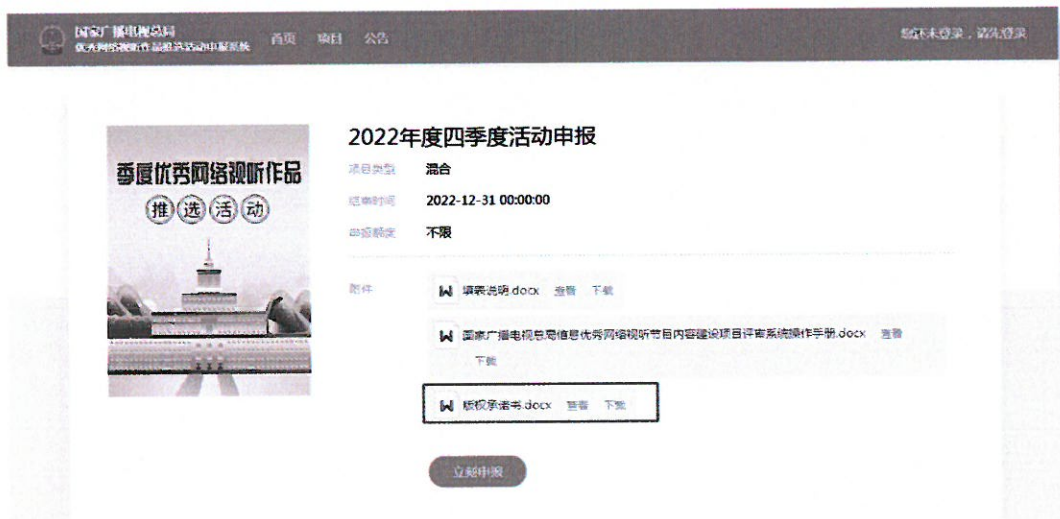 国家广播电视总局
优秀网络视听作品推选活动申报系统
首页 项目 公告
您还未登录，请先登录
季度优秀网络视听作品
推选活动
2022年度四季度活动申报
项目类型 混合
结束时间 2022-12-31 00:00:00
申报额度 不限
附件
填表说明.docx 查看 下载
国家广播电视总局信息优秀网络视听节目内容建设项目评审系统操作手册.docx 查看
下载
版权承诺书.docx 查看 下载
立刻申报